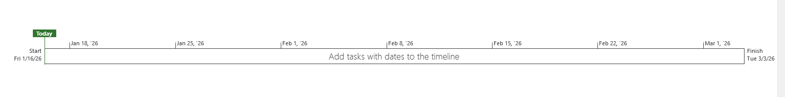 Today
Jan 18, '26 Jan 25, '26 Feb 1, '26 Feb 8, '26 Feb 15, '26 Feb 22, '26 Mar 1, '26
Start
Fri 1/16/26
Add tasks with dates to the timeline
Finish
Tue 3/3/26